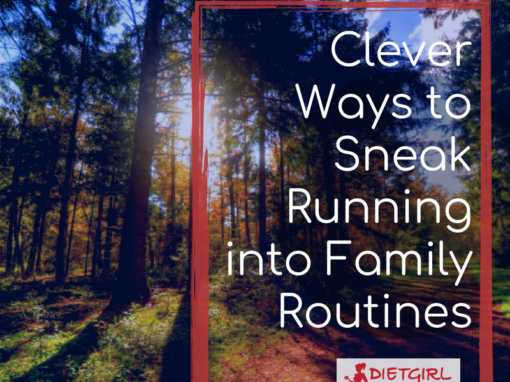 Clever
Ways to
Sneak
Running
into Family
Routines
DIETGIRL